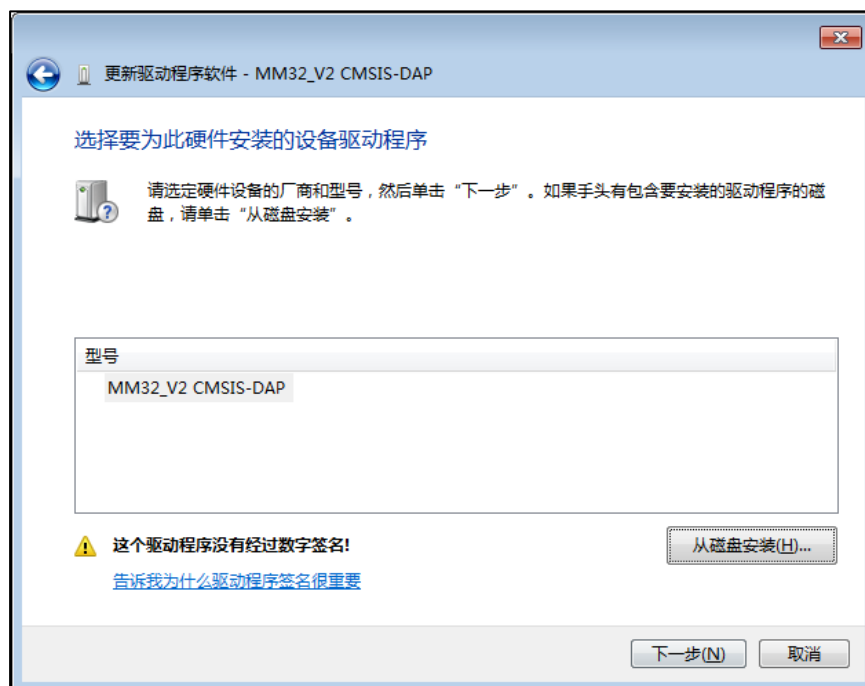 更新驱动程序软件 - MM32_V2 CMSIS-DAP
选择要为此硬件安装的设备驱动程序
请选定硬件设备的厂商和型号，然后单击“下一步”。如果手头有包含要安装的驱动程序的磁
盘，请单击“从磁盘安装”。
型号
MM32_V2 CMSIS-DAP
这个驱动程序没有经过数字签名!
从磁盘安装(H)...
告诉我为什么驱动程序签名很重要
下一步(N)
取消